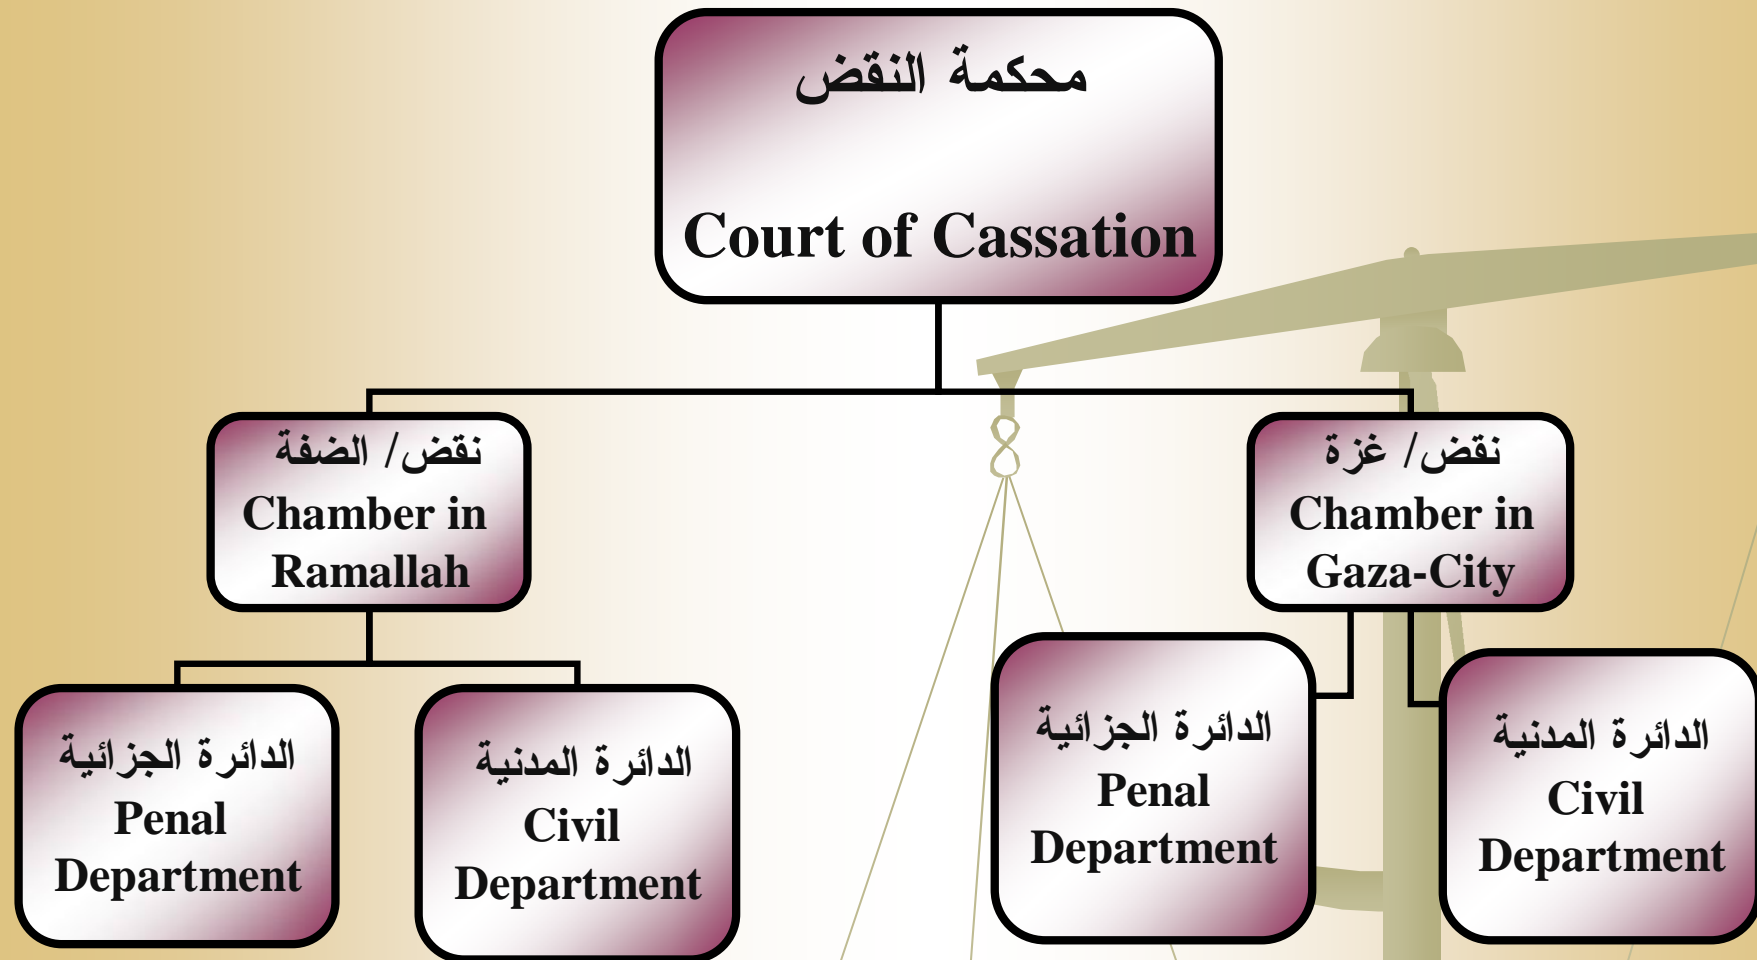 محكمة النقض
Court of Cassation
نقض/ الضفة
Chamber in
Ramallah
نقض/ غزة
Chamber in
Gaza-City
الدائرة الجزائية
Penal
Department
الدائرة المدنية
Civil
Department
الدائرة الجزائية
Penal
Department
الدائرة المدنية
Civil
Department